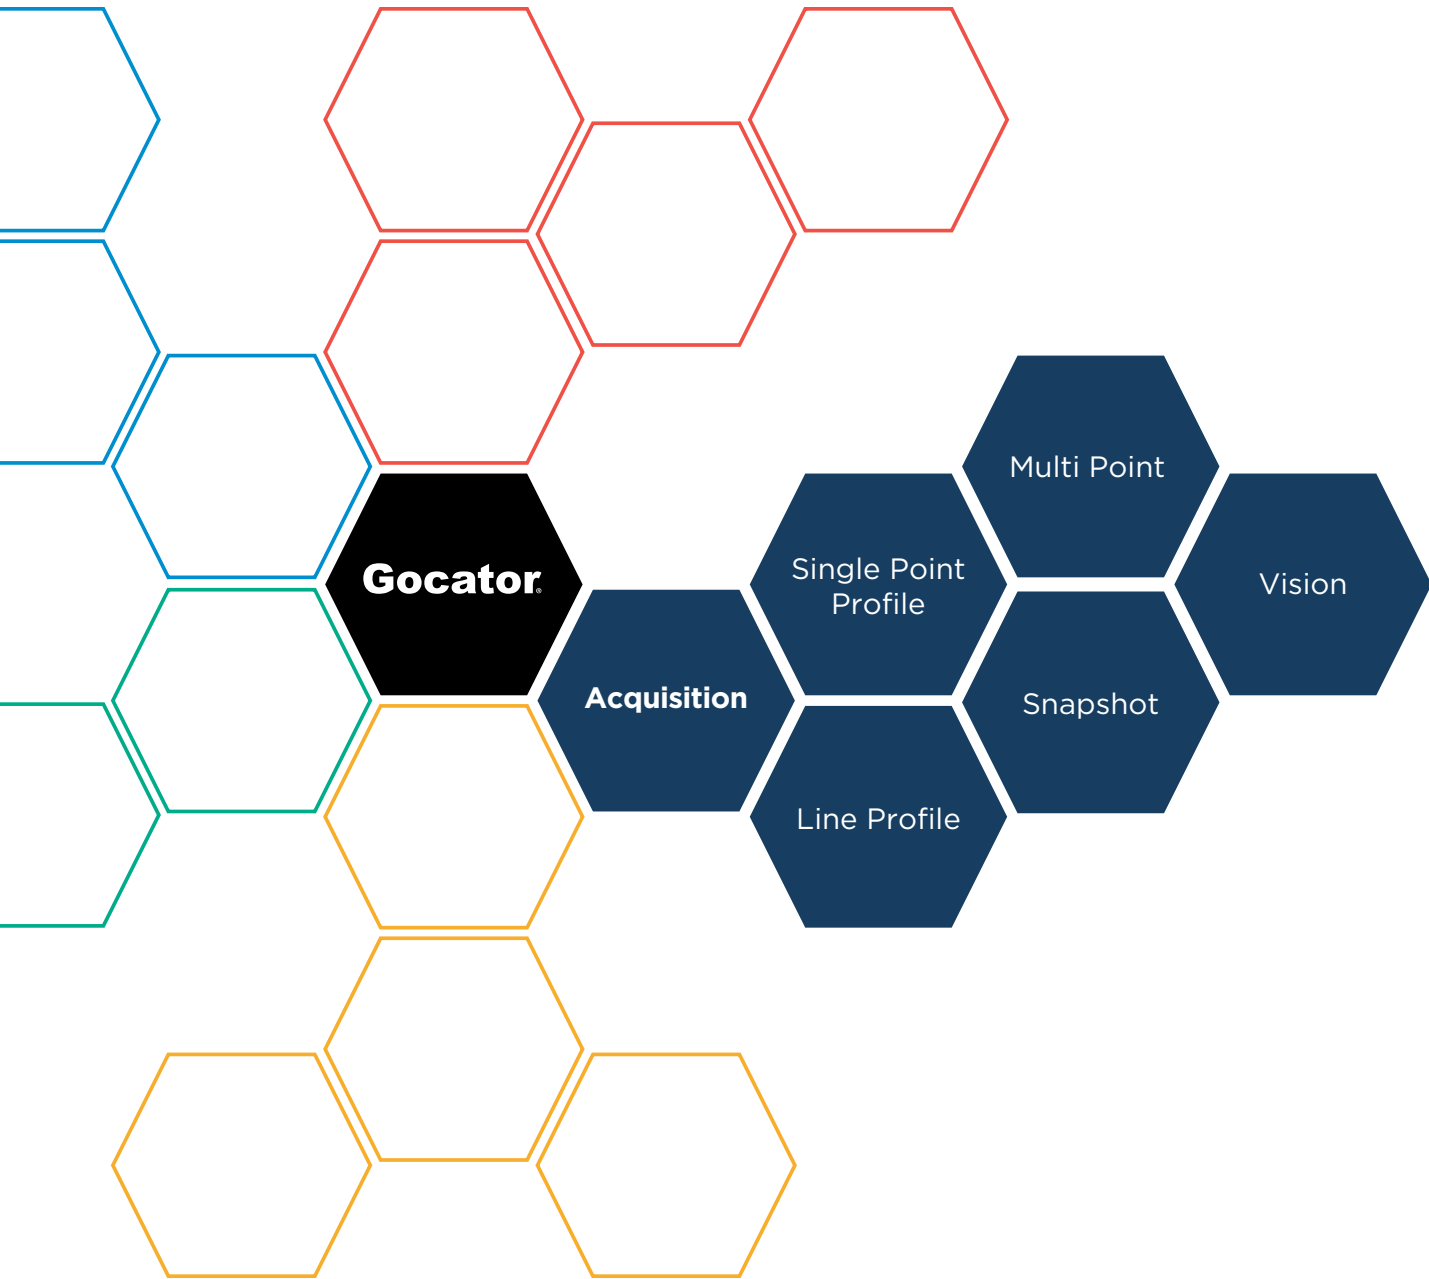 Gocator®
Acquisition
Single Point
Profile
Line Profile
Multi Point
Snapshot
Vision